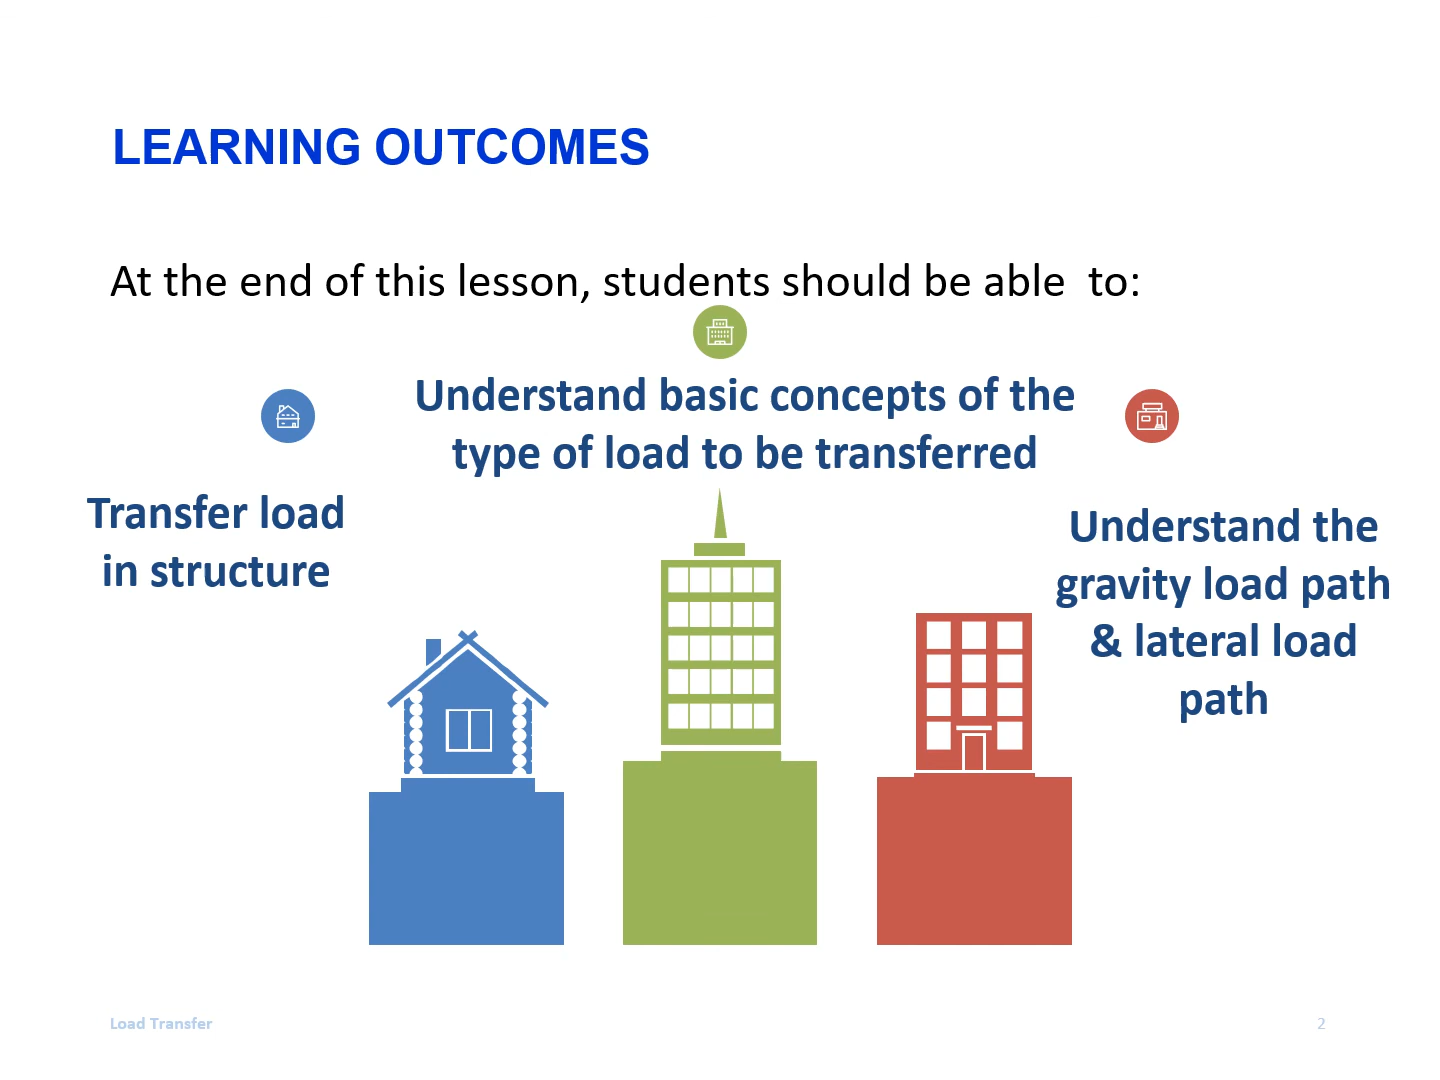 LEARNING OUTCOMES
At the end of this lesson, students should be able  to:
Transfer load
in structure
Understand basic concepts of the
type of load to be transferred
Understand the
gravity load path
& lateral load
path
Load Transfer
2